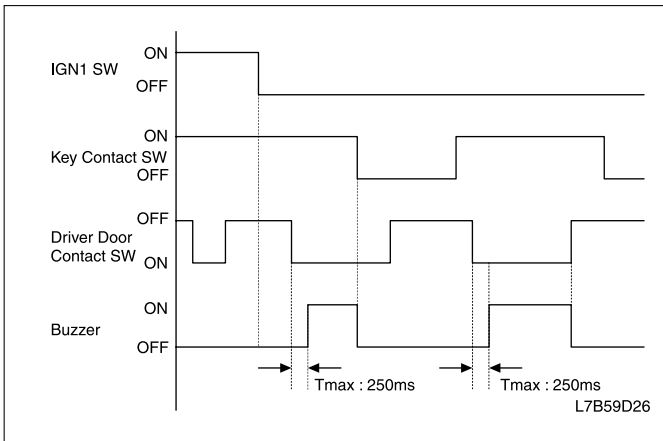 ON
IGN1 SW
OFF
ON
Key Contact SW
OFF
OFF
Driver Door
Contact SW
ON
ON
Buzzer
OFF
Tmax : 250ms
Tmax : 250ms
L7B59D26